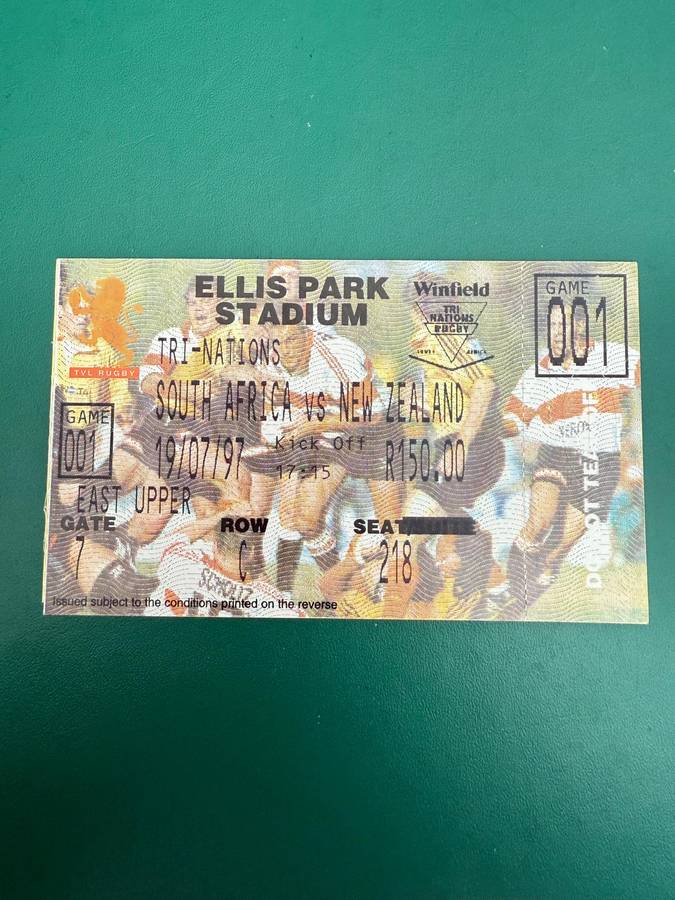 ELLIS PARK
STADIUM
Winfield
TRI
NATIONS
RUGBY
SOUTH AFRICA
TVL RUGBY
GAME
001
TRI-NATIONS
SOUTH AFRICA vs NEW ZEALAND
GAME
001
19/07/97
Kick Off
17:15
R150.00
EAST UPPER
GATE
7
ROW
C
SEAT
218
Issued subject to the conditions printed on the reverse